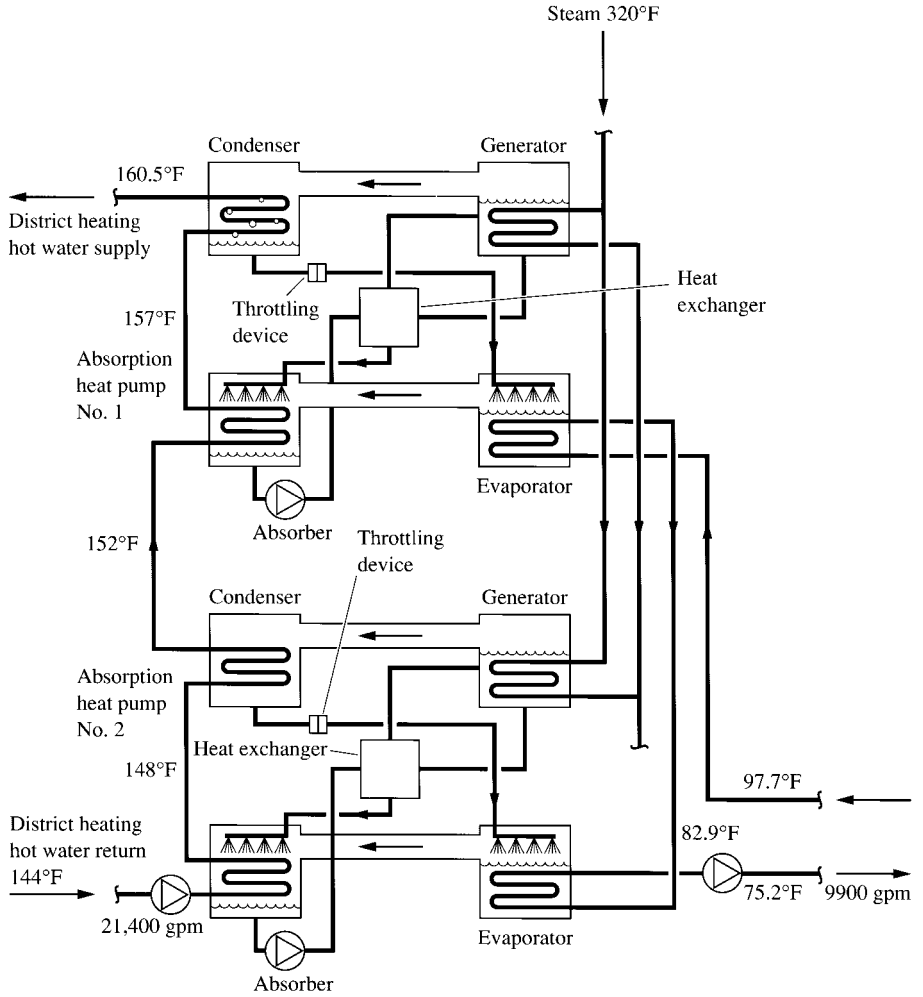 Steam 320°F
Condenser
Generator
160.5°F
District heating
hot water supply
Throttling
device
Heat
exchanger
157°F
Absorption
heat pump
No. 1
Evaporator
Absorber
152°F
Throttling
device
Condenser
Generator
Absorption
heat pump
No. 2
Heat exchanger
148°F
97.7°F
District heating
hot water return
144°F
82.9°F
75.2°F
9900 gpm
21,400 gpm
Evaporator
Absorber